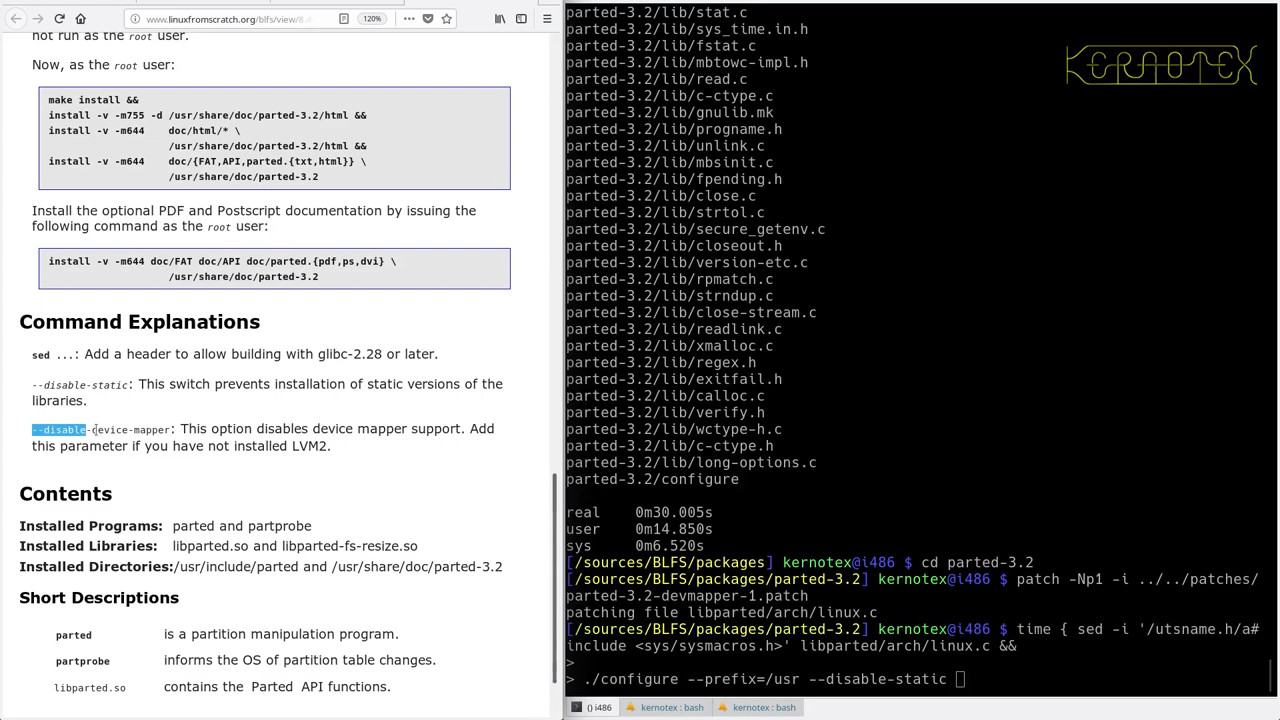 www.linuxfromscratch.org/blfs/view/8.
120%
not run as the root user.
Now, as the root user:
make install &&
install -v -m755 -d /usr/share/doc/parted-3.2/html &&
install -v -m644    doc/html/* \
/usr/share/doc/parted-3.2/html &&
install -v -m644    doc/{FAT,API,parted.{txt,html}} \
/usr/share/doc/parted-3.2
Install the optional PDF and Postscript documentation by issuing the
following command as the root user:
install -v -m644 doc/FAT doc/API doc/parted.{pdf,ps,dvi} \
/usr/share/doc/parted-3.2
Command Explanations
sed ...: Add a header to allow building with glibc-2.28 or later.
--disable-static: This switch prevents installation of static versions of the
libraries.
--disable-device-mapper: This option disables device mapper support. Add
this parameter if you have not installed LVM2.
Contents
Installed Programs: parted and partprobe
Installed Libraries: libparted.so and libparted-fs-resize.so
Installed Directories:/usr/include/parted and /usr/share/doc/parted-3.2
Short Descriptions
parted is a partition manipulation program.
partprobe informs the OS of partition table changes.
libparted.so contains the Parted API functions.
parted-3.2/lib/stat.c
parted-3.2/lib/sys_time.in.h
parted-3.2/lib/fstat.c
parted-3.2/lib/mbtowc-impl.h
parted-3.2/lib/read.c
parted-3.2/lib/c-ctype.c
parted-3.2/lib/gnulib.mk
parted-3.2/lib/progname.h
parted-3.2/lib/unlink.c
parted-3.2/lib/mbsinit.c
parted-3.2/lib/fpending.h
parted-3.2/lib/close.c
parted-3.2/lib/strtol.c
parted-3.2/lib/secure_getenv.c
parted-3.2/lib/closeout.h
parted-3.2/lib/version-etc.c
parted-3.2/lib/rpmatch.c
parted-3.2/lib/strndup.c
parted-3.2/lib/close-stream.c
parted-3.2/lib/readlink.c
parted-3.2/lib/xmalloc.c
parted-3.2/lib/regex.h
parted-3.2/lib/exitfail.h
parted-3.2/lib/calloc.c
parted-3.2/lib/verify.h
parted-3.2/lib/wctype-h.c
parted-3.2/lib/c-ctype.h
parted-3.2/lib/long-options.c
parted-3.2/configure
real    0m30.005s
user    0m14.850s
sys     0m6.520s
[/sources/BLFS/packages] kernotex@i486 $ cd parted-3.2
[/sources/BLFS/packages/parted-3.2] kernotex@i486 $ patch -Np1 -i ../../patches/
parted-3.2-devmapper-1.patch
patching file libparted/arch/linux.c
[/sources/BLFS/packages/parted-3.2] kernotex@i486 $ time { sed -i '/utsname.h/a#
include <sys/sysmacros.h>' libparted/arch/linux.c &&
>
> ./configure --prefix=/usr --disable-static
KERNOTEX
() i486
kernotex : bash
kernotex : bash